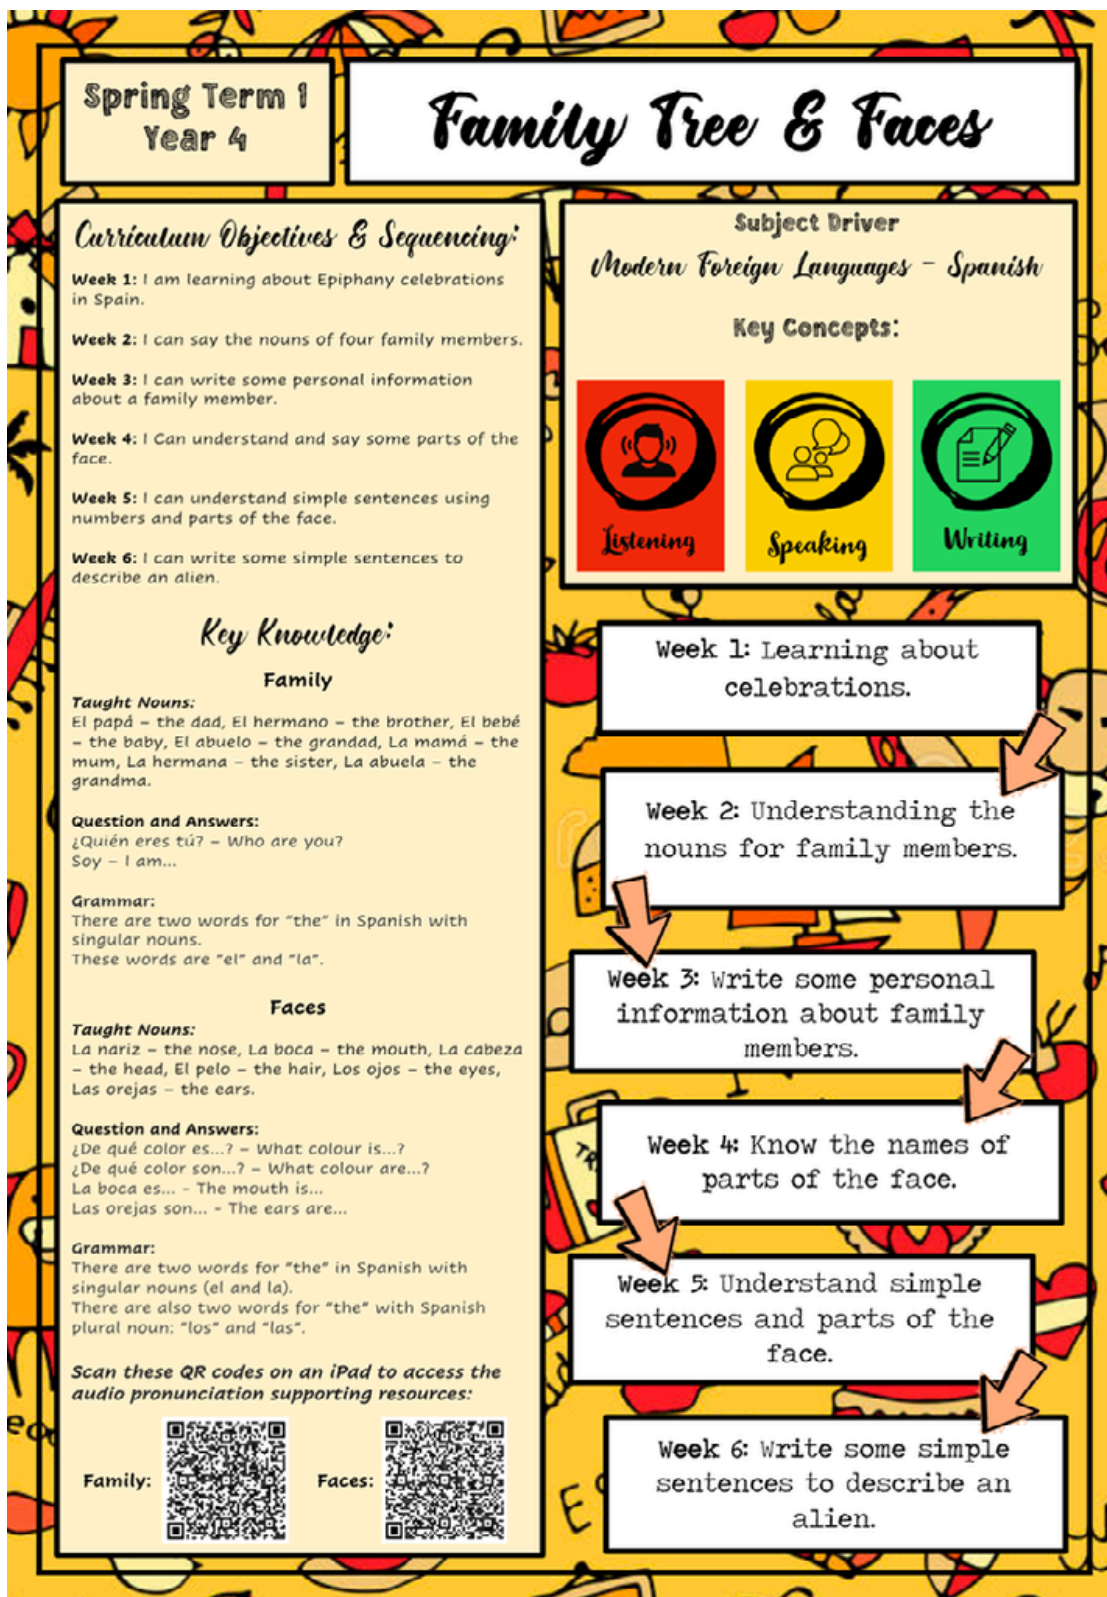 Spring Term 1
Year 4
Family Tree & Faces
Curriculum Objectives & Sequencing:
Week 1: I am learning about Epiphany celebrations
in Spain.
Week 2: I can say the nouns of four family members.
Week 3: I can write some personal information
about a family member.
Week 4: I Can understand and say some parts of the
face.
Week 5: I can understand simple sentences using
numbers and parts of the face.
Week 6: I can write some simple sentences to
describe an alien.
Key Knowledge:
Family
Taught Nouns:
El papá – the dad, El hermano – the brother, El bebé
– the baby, El abuelo – the grandad, La mamá – the
mum, La hermana – the sister, La abuela – the
grandma.
Question and Answers:
¿Quién eres tú? – Who are you?
Soy – I am...
Grammar:
There are two words for "the" in Spanish with
singular nouns.
These words are "el" and "la".
Faces
Taught Nouns:
La nariz – the nose, La boca – the mouth, La cabeza
– the head, El pelo – the hair, Los ojos – the eyes,
Las orejas – the ears.
Question and Answers:
¿De qué color es...? – What colour is...?
¿De qué color son...? – What colour are...?
La boca es... - The mouth is...
Las orejas son... - The ears are...
Grammar:
There are two words for "the" in Spanish with
singular nouns (el and la).
There are also two words for "the" with Spanish
plural noun: "los" and "las".
Scan these QR codes on an iPad to access the
audio pronunciation supporting resources:
Family:
Faces:
Subject Driver
Modern Foreign Languages - Spanish
Key Concepts:
Listening
Speaking
Writing
Week 1: Learning about
celebrations.
Week 2: Understanding the
nouns for family members.
Week 3: Write some personal
information about family
members.
Week 4: Know the names of
parts of the face.
Week 5: Understand simple
sentences and parts of the
face.
Week 6: Write some simple
sentences to describe an
alien.